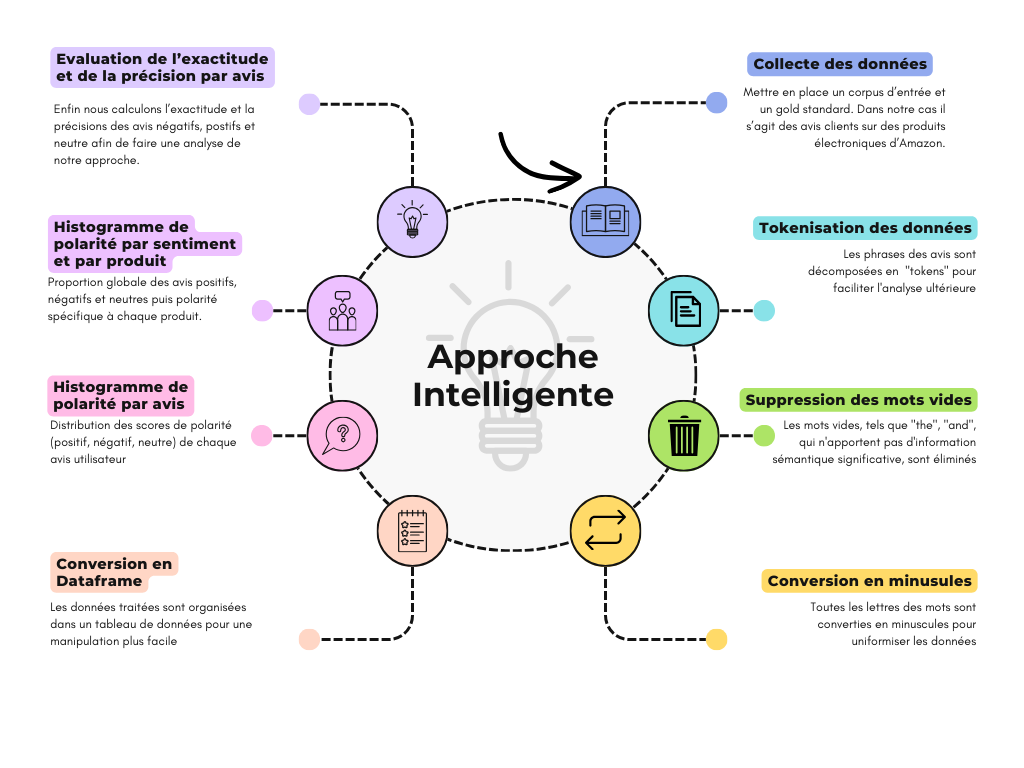 Evaluation de l'exactitude
et de la précision par avis
Enfin nous calculons l'exactitude et la
précisions des avis négatifs, postifs et
neutre afin de faire une analyse de
notre approche.
Histogramme de
polarité par sentiment
et par produit
Proportion globale des avis positifs,
négatifs et neutres puis polarité
spécifique à chaque produit.
Histogramme de
polarité par avis
Distribution des scores de polarité
(positif, négatif, neutre) de chaque
avis utilisateur
Conversion en
Dataframe
Les données traitées sont organisées
dans un tableau de données pour une
manipulation plus facile
Approche
Intelligente
?
Collecte des données
Mettre en place un corpus d'entrée et
un gold standard. Dans notre cas il
s'agit des avis clients sur des produits
électroniques d'Amazon.
Tokenisation des données
Les phrases des avis sont
décomposées en "tokens" pour
faciliter l'analyse ultérieure
Suppression des mots vides
Les mots vides, tels que "the", "and",
qui n'apportent pas d'information
sémantique significative, sont éliminés
Conversion en minusules
Toutes les lettres des mots sont
converties en minuscules pour
uniformiser les données